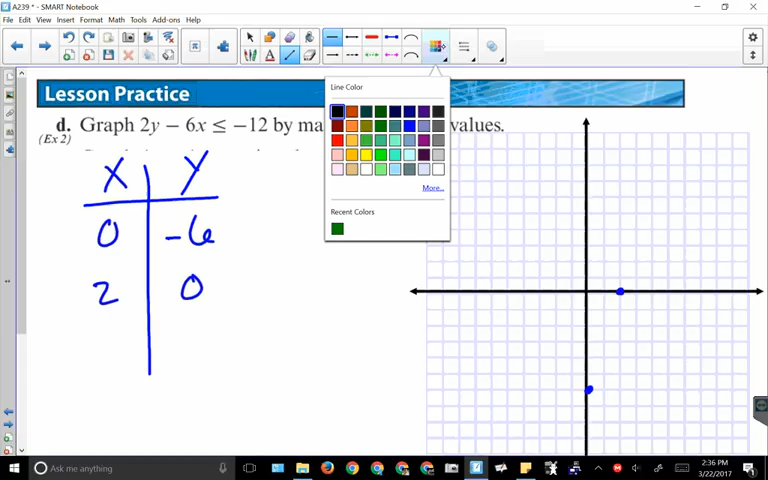 A239 * - SMART Notebook
File Edit View Insert Format Math Tools Add-ons Help
Line Color
More...
Recent Colors
Lesson Practice
d. Graph 2y − 6x ≤ −12 by ma values.
(Ex 2)
X Y
0 -6
2 0
Ask me anything
2:36 PM
3/22/2017